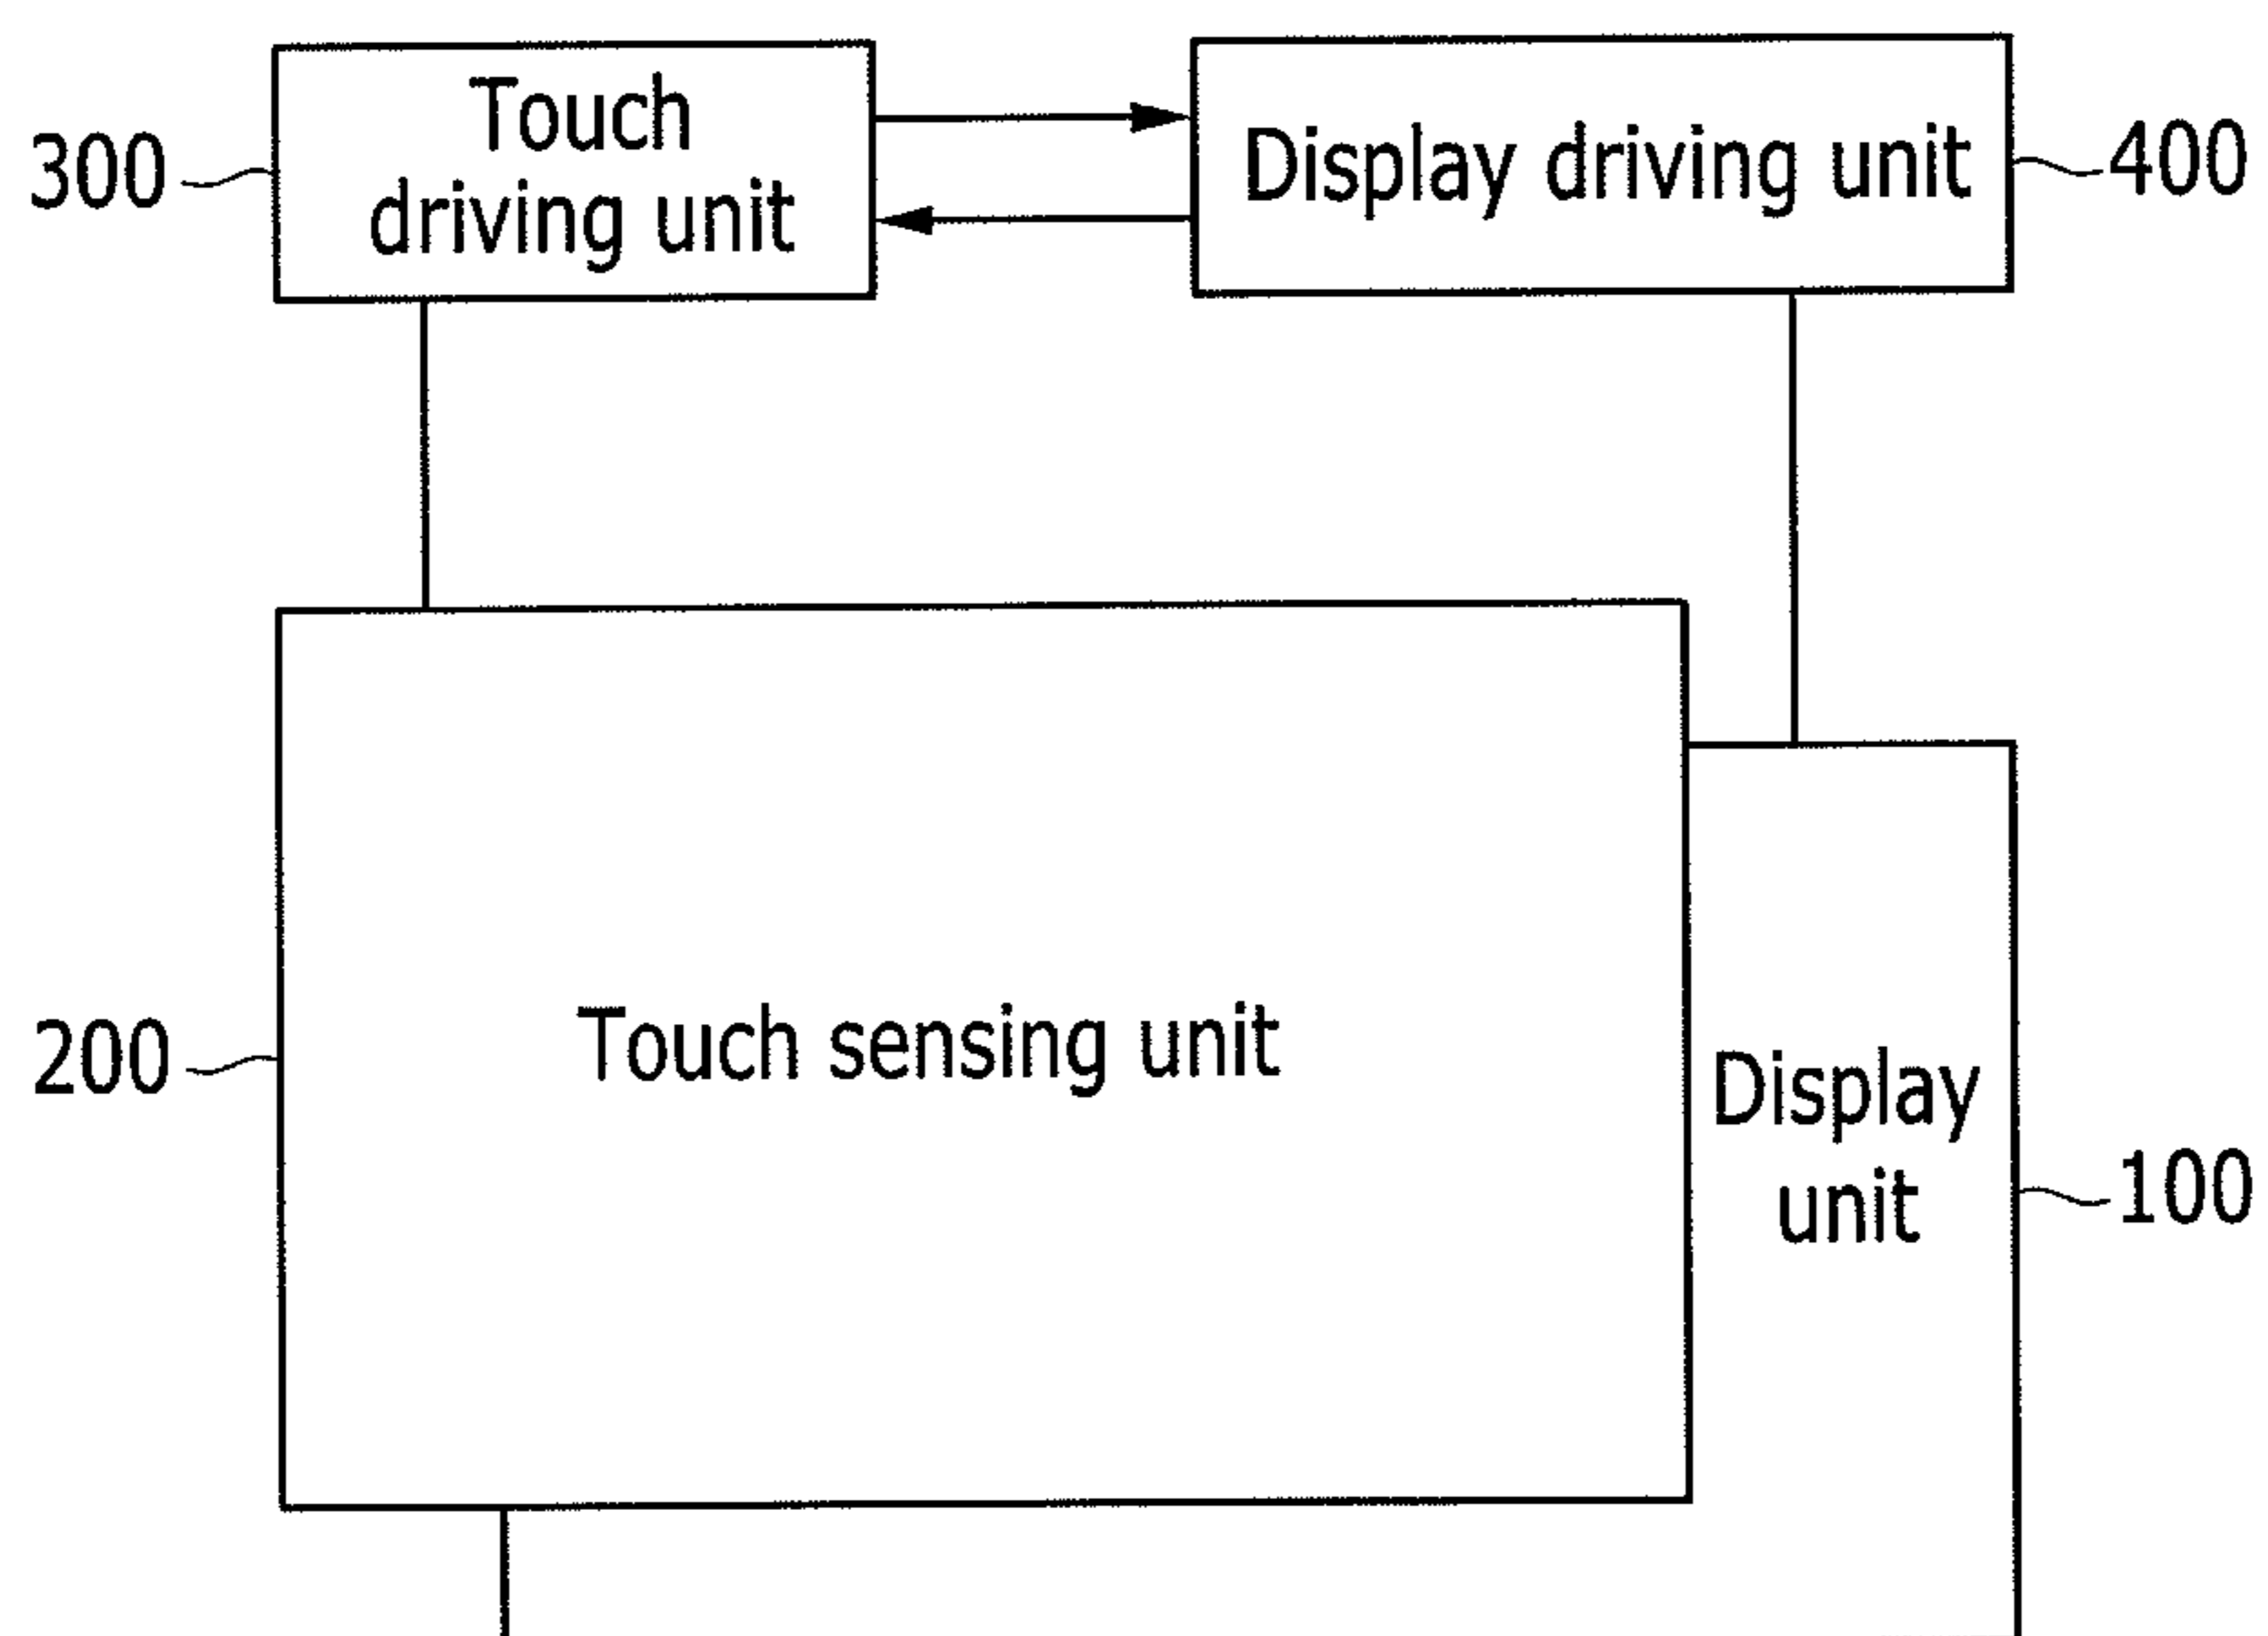 Touch
driving unit
300
Display driving unit
400
Touch sensing unit
200
Display
unit
100